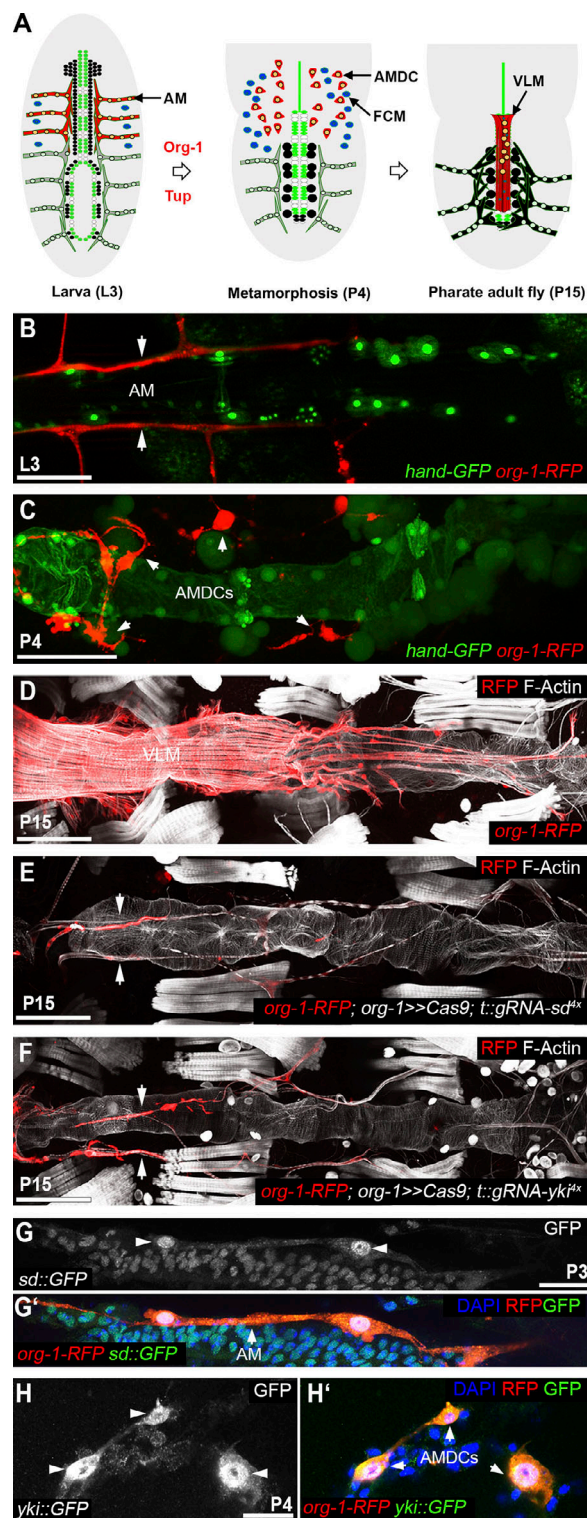 A
AM
Org-1
Tup
AMDC
FCM
VLM
Larva (L3)
Metamorphosis (P4)
Pharate adult fly (P15)
B
AM
L3
hand-GFP org-1-RFP
C
AMDCs
P4
hand-GFP org-1-RFP
D
RFP F-Actin
VLM
P15
org-1-RFP
E
RFP F-Actin
P15
org-1-RFP; org-1>>Cas9; t::gRNA-sd4x
F
RFP F-Actin
P15
org-1-RFP; org-1>>Cas9; t::gRNA-yki4x
G
GFP
sd::GFP
P3
G'
DAPI RFP GFP
org-1-RFP sd::GFP
AM
H
GFP
yki::GFP
P4
H'
DAPI RFP GFP
AMDCs
org-1-RFP yki::GFP